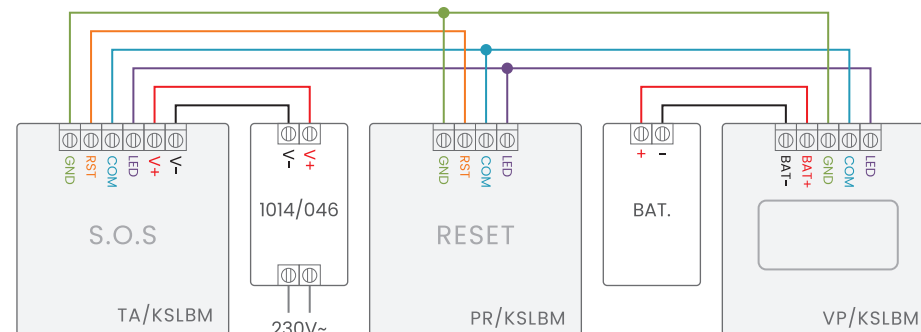 GND RST COM LED V+ V-
V- V+
GND RST COM LED
+ -
BAT- BAT+ GND COM LED
S.O.S
1014/046
RESET
BAT.
TA/KSLBM
230V~
PR/KSLBM
VP/KSLBM